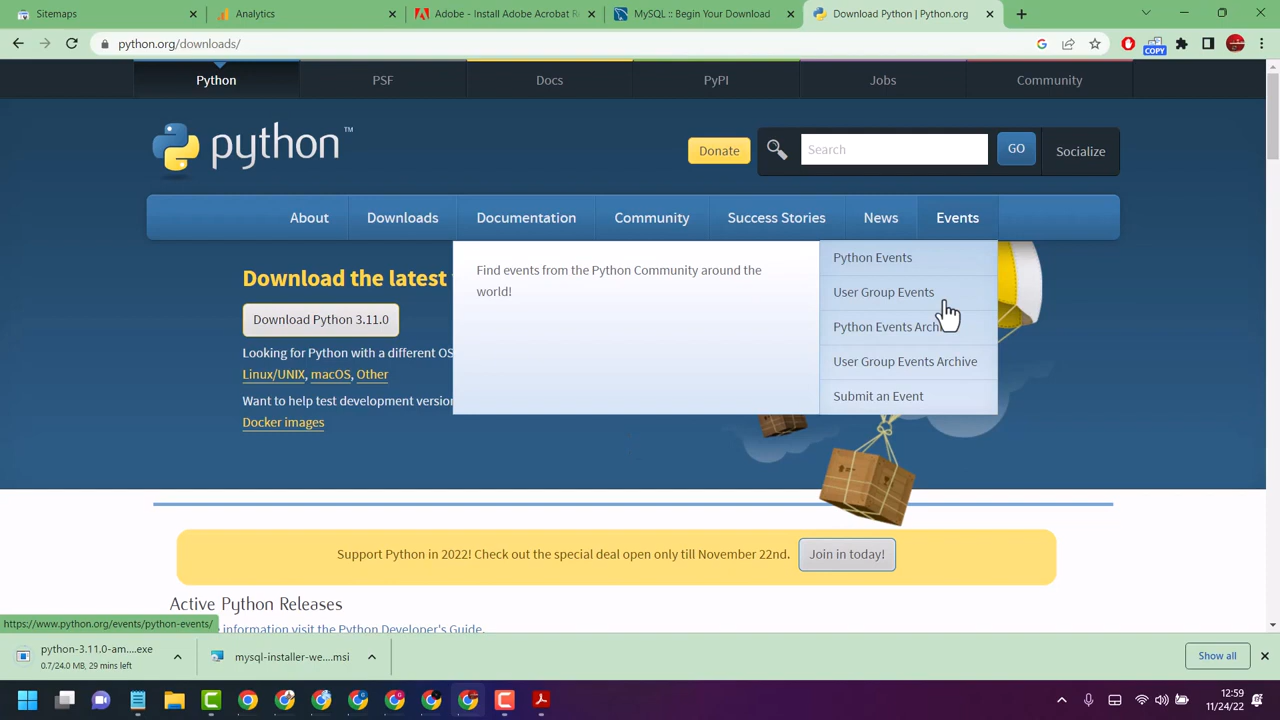 Sitemaps
Analytics
Adobe - Install Adobe Acrobat Re
MySQL :: Begin Your Download
Download Python | Python.org
python.org/downloads/
COPY
Python
PSF
Docs
PyPI
Jobs
Community
python™
Donate
Search
GO
Socialize
About
Downloads
Documentation
Community
Success Stories
News
Events
Find events from the Python Community around the
world!
Python Events
User Group Events
Python Events Archi
User Group Events Archive
Submit an Event
Download the latest
Download Python 3.11.0
Looking for Python with a different OS
Linux/UNIX, macOS, Other
Want to help test development versio
Docker images
Support Python in 2022! Check out the special deal open only till November 22nd.
Join in today!
Active Python Releases
information visit the Python Developer's Guide.
https://www.python.org/events/python-events/
python-3.11.0-am....exe
0.7/24.0 MB, 29 mins left
mysql-installer-we....msi
Show all
12:59
11/24/22